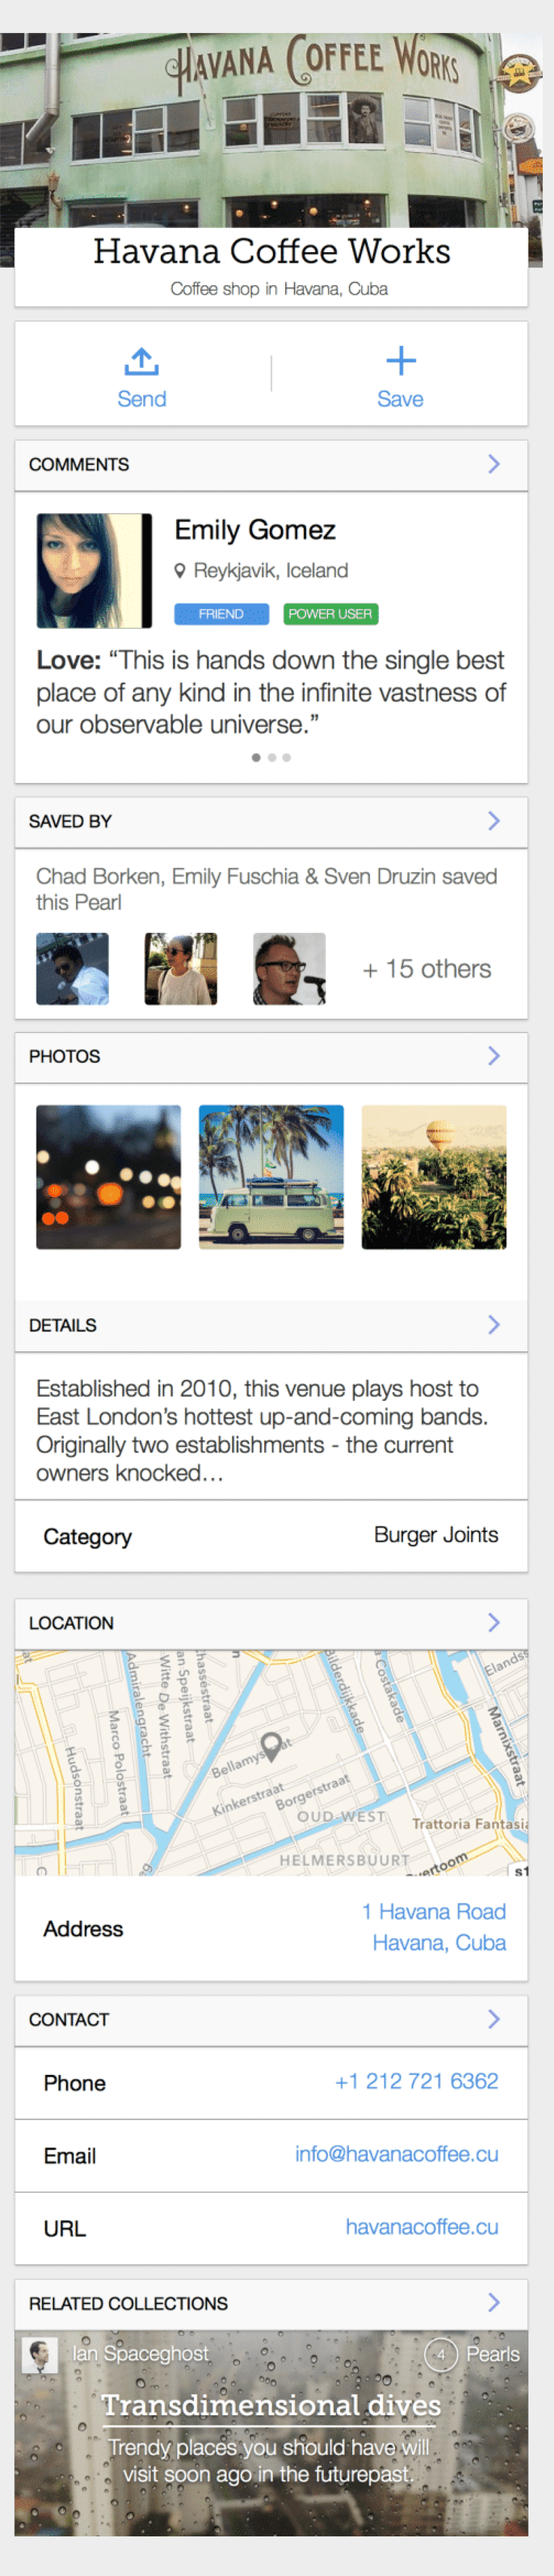 HAVANA COFFEE WORKS
Havana Coffee Works
Coffee shop in Havana, Cuba
Send
Save
COMMENTS
Emily Gomez
Reykjavik, Iceland
FRIEND
POWER USER
Love: “This is hands down the single best
place of any kind in the infinite vastness of
our observable universe.”
SAVED BY
Chad Borken, Emily Fuschia & Sven Druzin saved
this Pearl
+ 15 others
PHOTOS
DETAILS
Established in 2010, this venue plays host to
East London’s hottest up-and-coming bands.
Originally two establishments - the current
owners knocked...
Category
Burger Joints
LOCATION
Admiralengracht
Witte De Withstraat
an Speijkstraat
hassestraat
Bilderdijkkade
a Costakade
Elandss
Marnixstraat
Marco Polostraat
Hudsonstraat
Bellamys at
Kinkerstraat
Borgerstraat
OUD-WEST
Trattoria Fantasia
HELMERSBUURT
ertoom
s1
Address
1 Havana Road
Havana, Cuba
CONTACT
Phone
+1 212 721 6362
Email
info@havanacoffee.cu
URL
havanacoffee.cu
RELATED COLLECTIONS
Ian Spaceghost
4 Pearls
Transdimensional dives
Trendy places you should have will
visit soon ago in the futurepast.